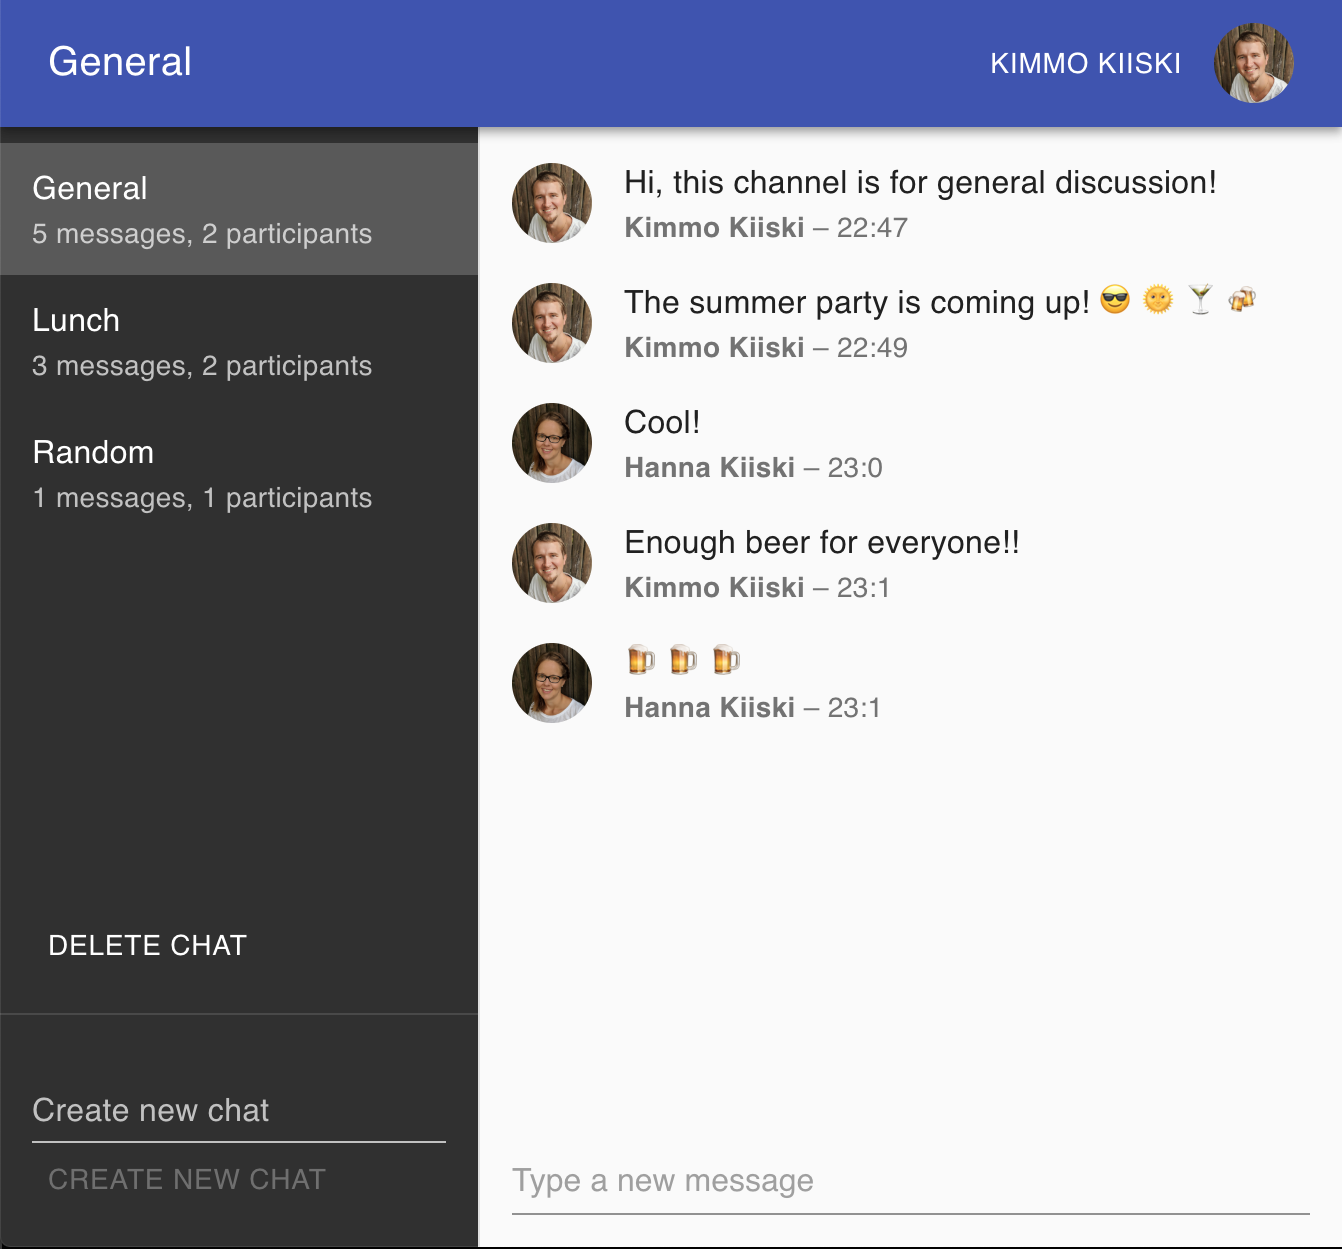 General
KIMMO KIISKI
General
5 messages, 2 participants
Lunch
3 messages, 2 participants
Random
1 messages, 1 participants
DELETE CHAT
Create new chat
CREATE NEW CHAT
Hi, this channel is for general discussion!
Kimmo Kiiski – 22:47
The summer party is coming up! 😎 🌞 🍸 🍻
Kimmo Kiiski – 22:49
Cool!
Hanna Kiiski – 23:0
Enough beer for everyone!!
Kimmo Kiiski – 23:1
🍺 🍺 🍺
Hanna Kiiski – 23:1
Type a new message